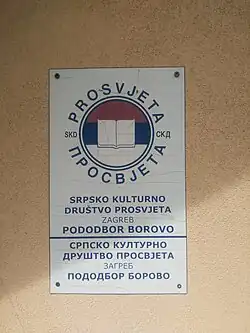 PROSVJETA
SKD СКД
ПРОСВЈЕТА
SRPSKO KULTURNO
DRUŠTVO PROSVJETA
ZAGREB
PODODBOR BOROVO
СРПСКО КУЛТУРНО
ДРУШТВО ПРОСВЈЕТА
ЗАГРЕБ
ПОДОДБОР БОРОВО